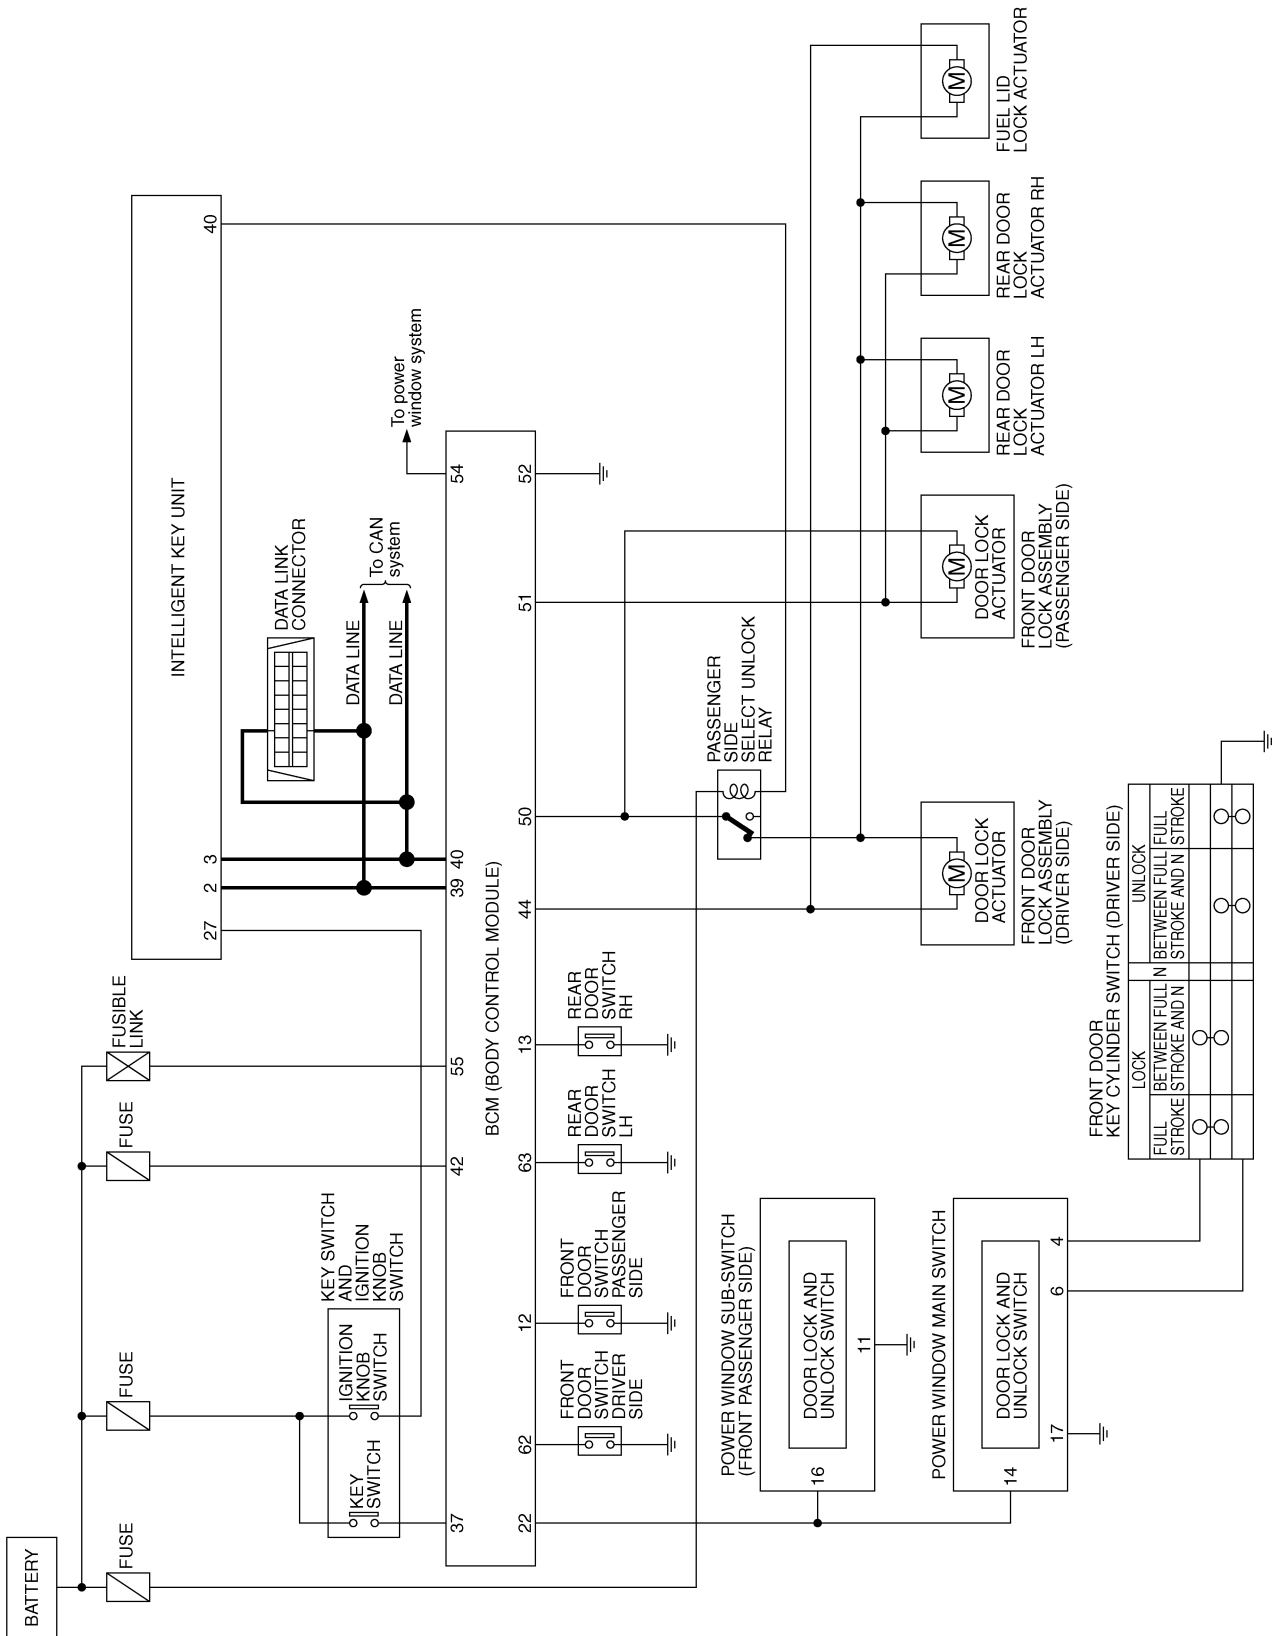 BATTERY
FUSE
FUSE
FUSE
FUSIBLE
LINK
INTELLIGENT KEY UNIT
27
2
3
40
KEY SWITCH
AND
IGNITION
KNOB
SWITCH
KEY
SWITCH
IGNITION
KNOB
SWITCH
DATA LINK
CONNECTOR
DATA LINE
DATA LINE
To CAN
system
To power
window system
37
42
55
39
40
54
BCM (BODY CONTROL MODULE)
22
62
12
63
13
44
50
51
52
FRONT
DOOR
SWITCH
DRIVER
SIDE
FRONT
DOOR
SWITCH
PASSENGER
SIDE
REAR
DOOR
SWITCH
LH
REAR
DOOR
SWITCH
RH
PASSENGER
SIDE
SELECT UNLOCK
RELAY
POWER WINDOW SUB-SWITCH
(FRONT PASSENGER SIDE)
16
DOOR LOCK AND
UNLOCK SWITCH
11
POWER WINDOW MAIN SWITCH
14
DOOR LOCK AND
UNLOCK SWITCH
17
6
4
DOOR LOCK
ACTUATOR
M
FRONT DOOR
LOCK ASSEMBLY
(DRIVER SIDE)
DOOR LOCK
ACTUATOR
M
FRONT DOOR
LOCK ASSEMBLY
(PASSENGER SIDE)
M
REAR DOOR
LOCK
ACTUATOR LH
M
REAR DOOR
LOCK
ACTUATOR RH
M
FUEL LID
LOCK ACTUATOR
FRONT DOOR
KEY CYLINDER SWITCH (DRIVER SIDE)
LOCK
N
UNLOCK
FULL
STROKE
BETWEEN FULL
STROKE AND N
BETWEEN FULL
STROKE AND N
FULL
STROKE